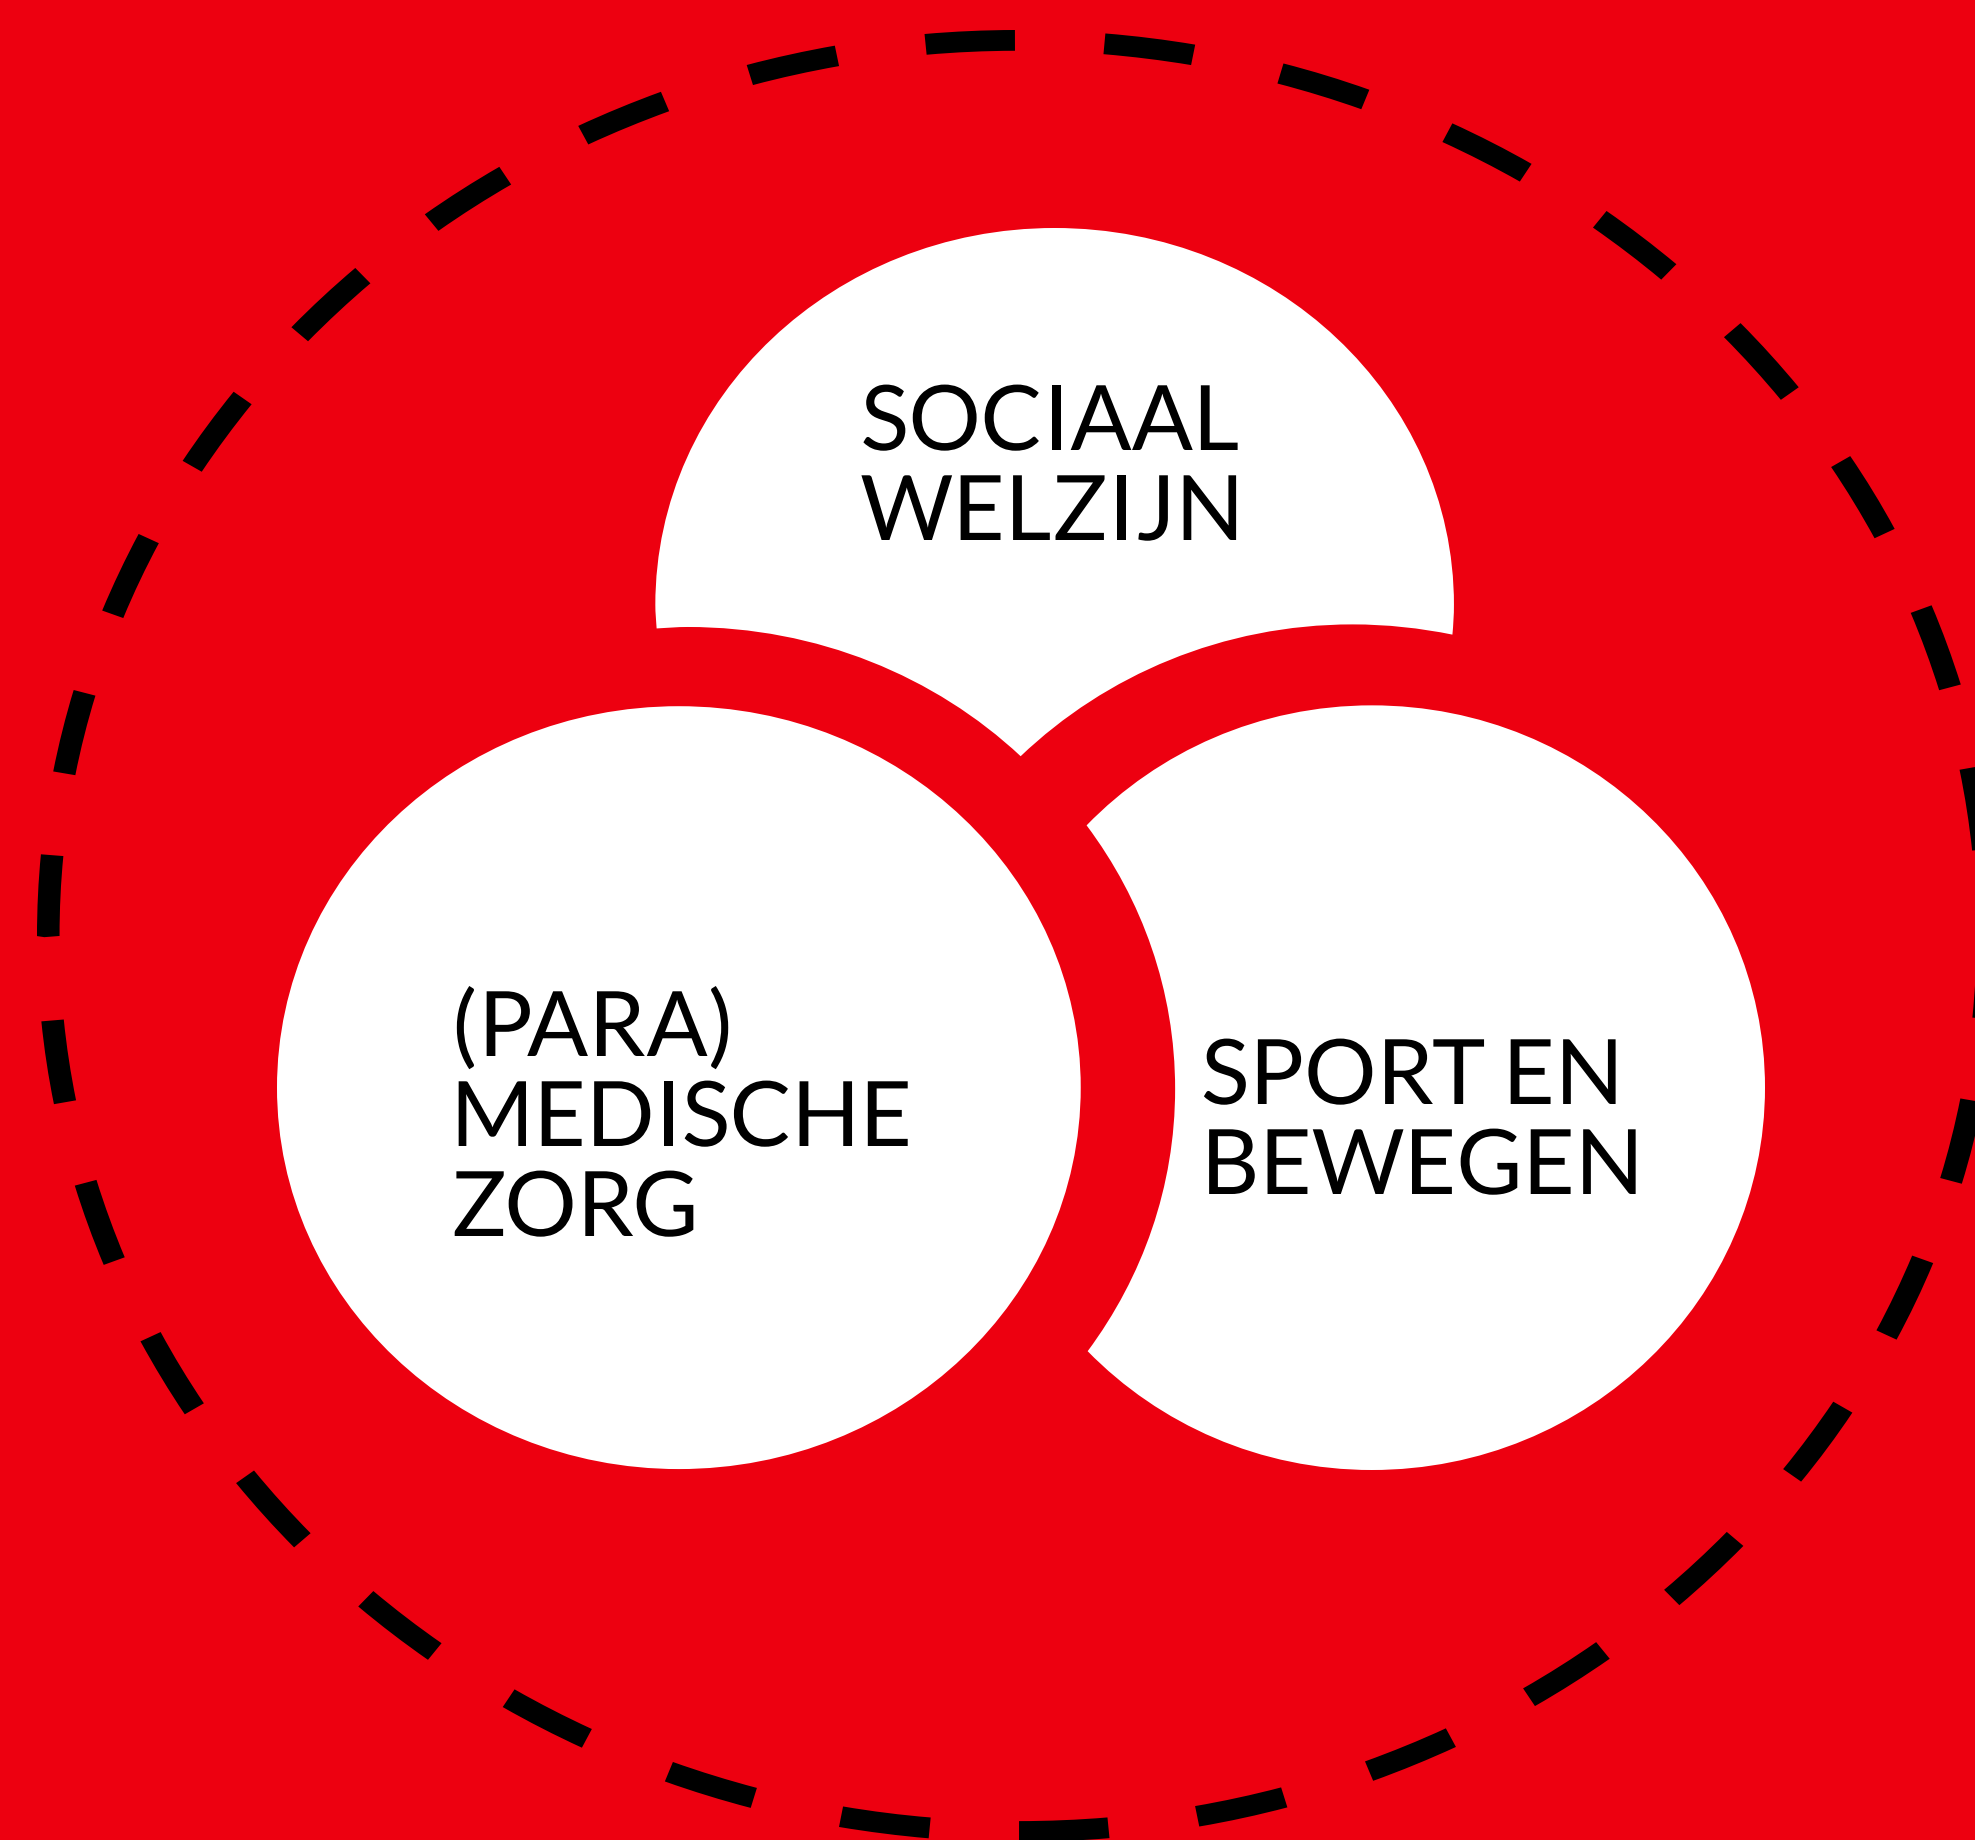 SOCIAAL
WELZIJN
(PARA)
MEDISCHE
ZORG
SPORT EN
BEWEGEN